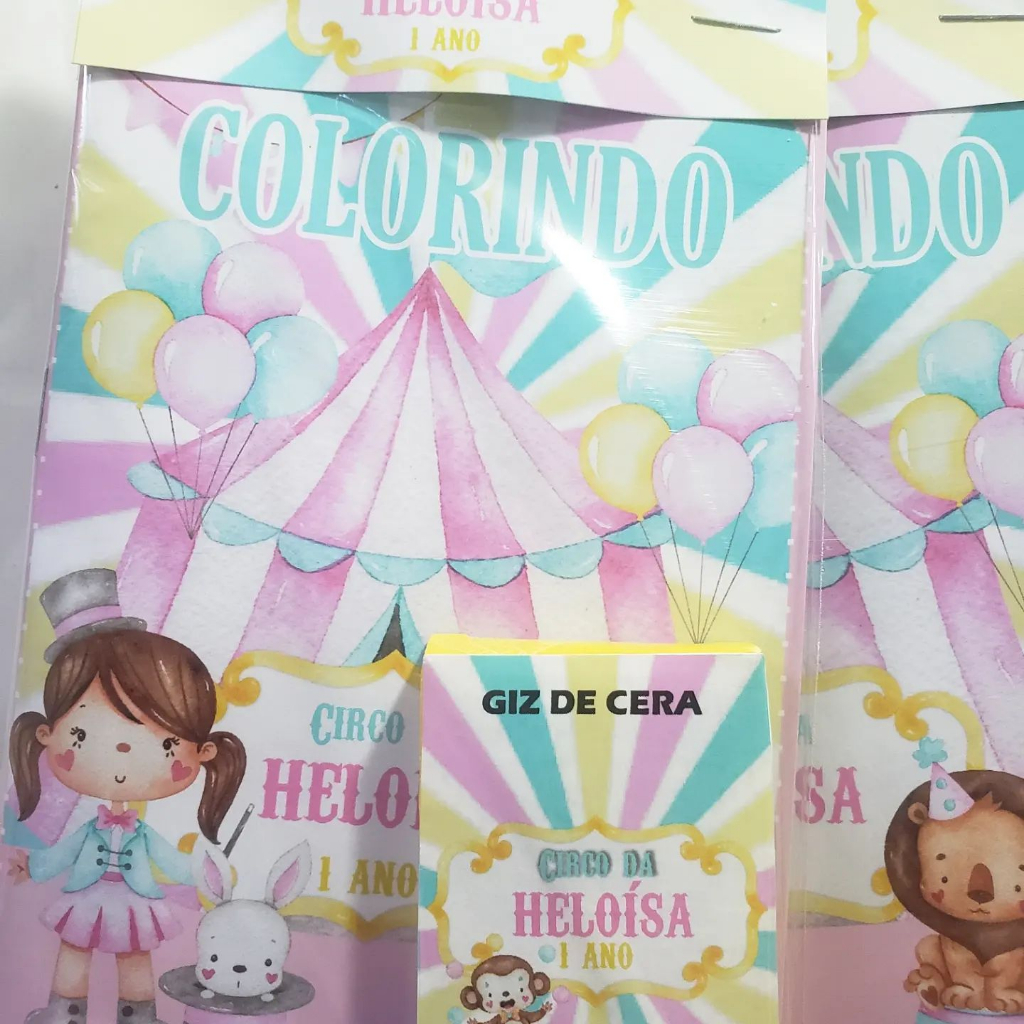 HELOÍSA
1 ANO
COLORINDO
CIRCO
HELOÍ
1 ANO
GIZ DE CERA
CIRCO DA
HELOÍSA
1 ANO
NDO
A
SA